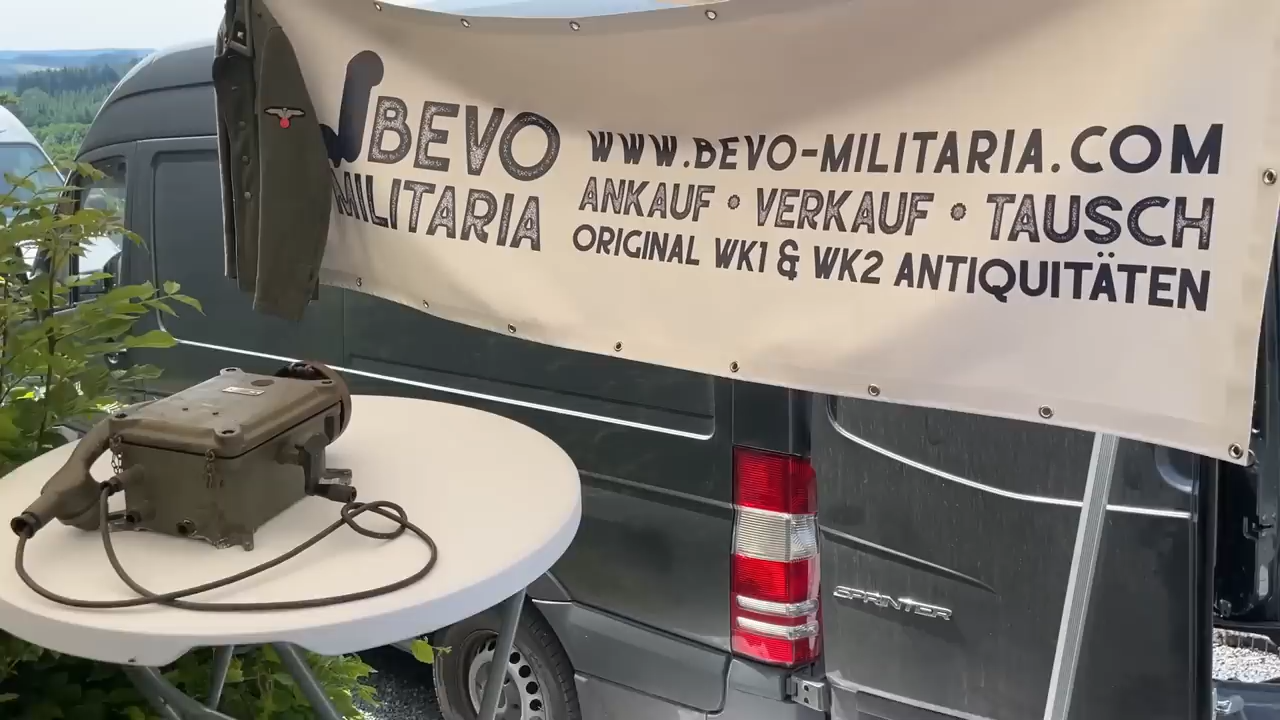 BEVO
MILITARIA
WWW.BEVO-MILITARIA.COM
ANKAUF • VERKAUF • TAUSCH
ORIGINAL WK1 & WK2 ANTIQUITÄTEN
SPRINTER